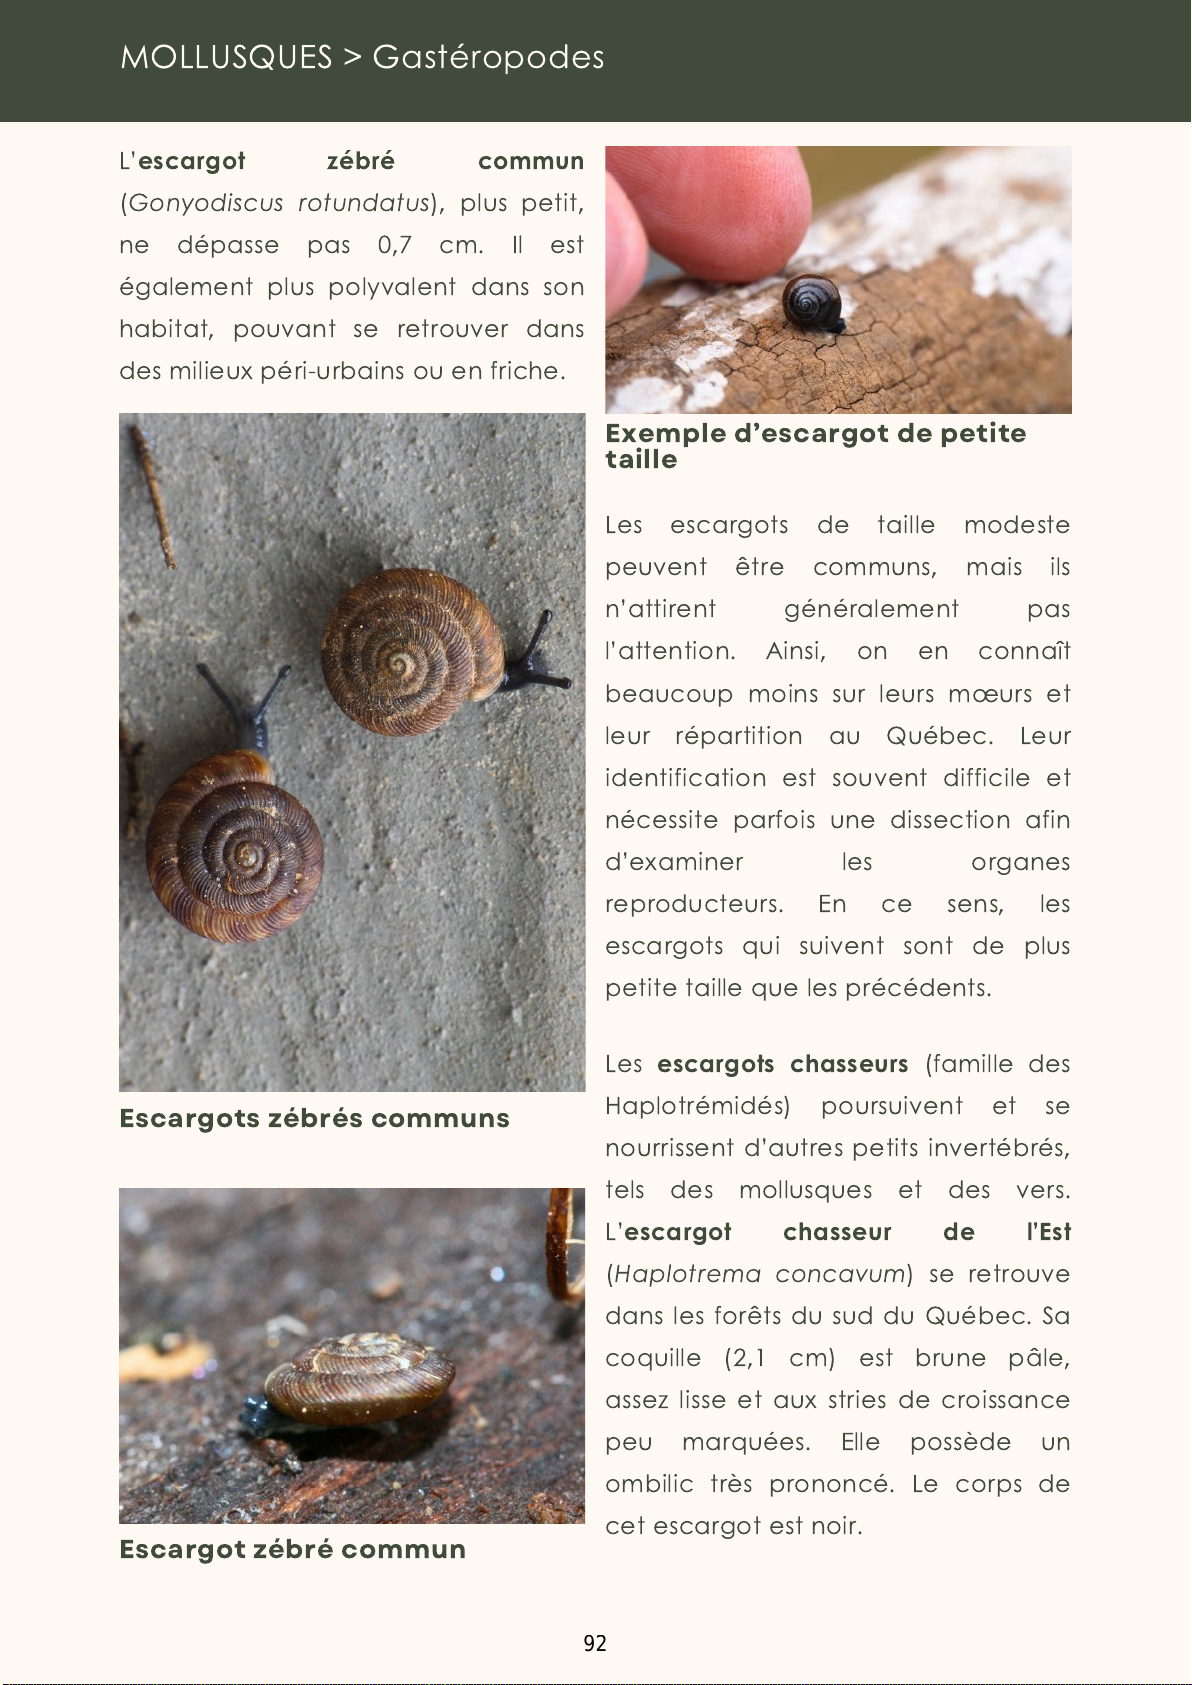 MOLLUSQUES > Gastéropodes
L’escargot zébré commun
(Gonyodiscus rotundatus), plus petit,
ne dépasse pas 0,7 cm. Il est
également plus polyvalent dans son
habitat, pouvant se retrouver dans
des milieux péri-urbains ou en friche.
Escargots zébrés communs
Escargot zébré commun
Exemple d’escargot de petite
taille
Les escargots de taille modeste
peuvent être communs, mais ils
n’attirent généralement pas
l’attention. Ainsi, on en connaît
beaucoup moins sur leurs mœurs et
leur répartition au Québec. Leur
identification est souvent difficile et
nécessite parfois une dissection afin
d’examiner les organes
reproducteurs. En ce sens, les
escargots qui suivent sont de plus
petite taille que les précédents.
Les escargots chasseurs (famille des
Haplotrémidés) poursuivent et se
nourrissent d’autres petits invertébrés,
tels des mollusques et des vers.
L’escargot chasseur de l’Est
(Haplotrema concavum) se retrouve
dans les forêts du sud du Québec. Sa
coquille (2,1 cm) est brune pâle,
assez lisse et aux stries de croissance
peu marquées. Elle possède un
ombilic très prononcé. Le corps de
cet escargot est noir.
92